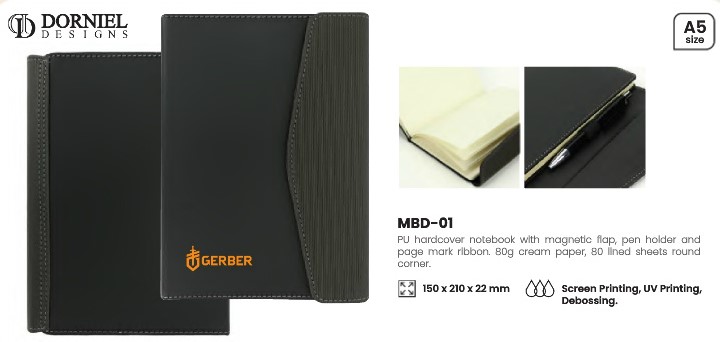 DORNIEL
DESIGNS
A5
size
GERBER
MBD-01
PU hardcover notebook with magnetic flap, pen holder and
page mark ribbon. 80g cream paper, 80 lined sheets round
corner.
150 x 210 x 22 mm
Screen Printing, UV Printing,
Debossing.